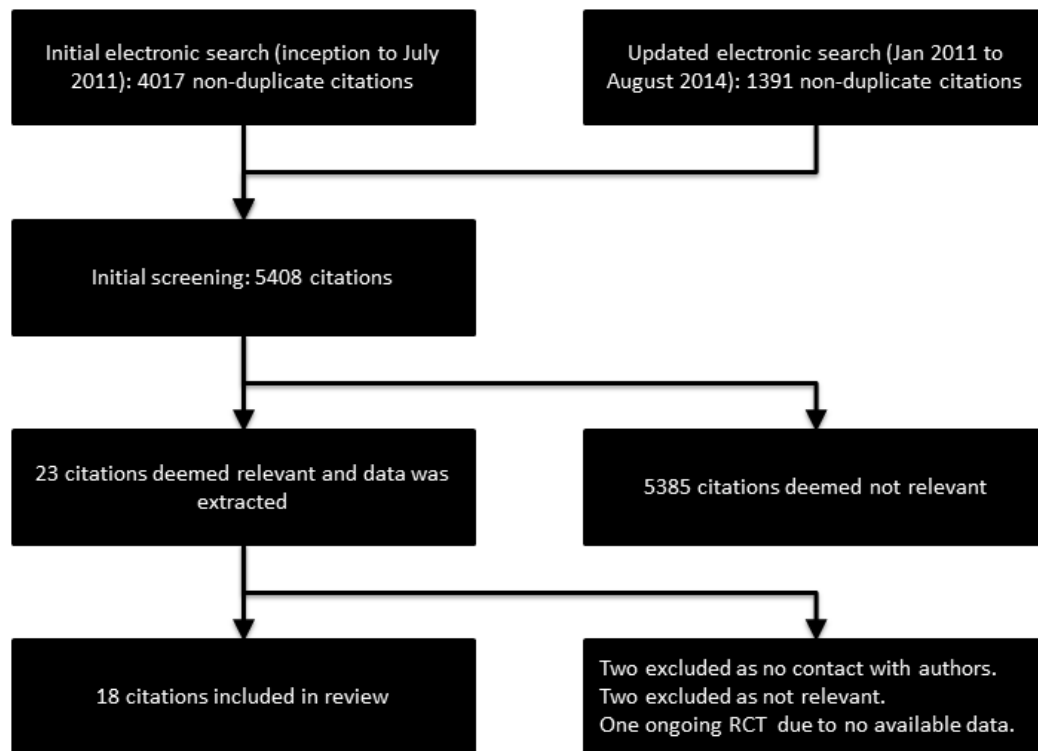 Initial electronic search (inception to July
2011): 4017 non-duplicate citations
Updated electronic search (Jan 2011 to
August 2014): 1391 non-duplicate citations
Initial screening: 5408 citations
23 citations deemed relevant and data was
extracted
5385 citations deemed not relevant
18 citations included in review
Two excluded as no contact with authors.
Two excluded as not relevant.
One ongoing RCT due to no available data.